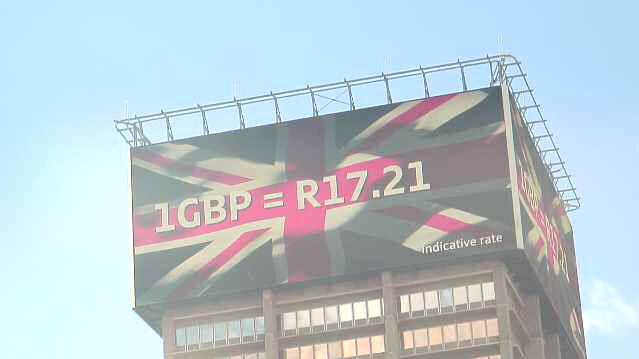 1GBP = R17.21
Indicative rate